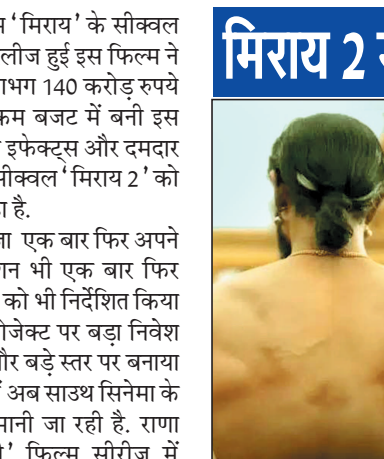 ‘मिराय’ के सीक्वल
लीज हुई इस फिल्म ने
140 करोड़ रुपये
कम बजट में बनी इस
इफेक्ट्स और दमदार
सीक्वल ‘मिराय 2’ को
है.
एक बार फिर अपने
भी एक बार फिर
को भी निर्देशित किया
प्रोजेक्ट पर बड़ा निवेश
और बड़े स्तर पर बनाया
अब साउथ सिनेमा के
मानी जा रही है. राणा
फिल्म सीरीज में
मिराय 2